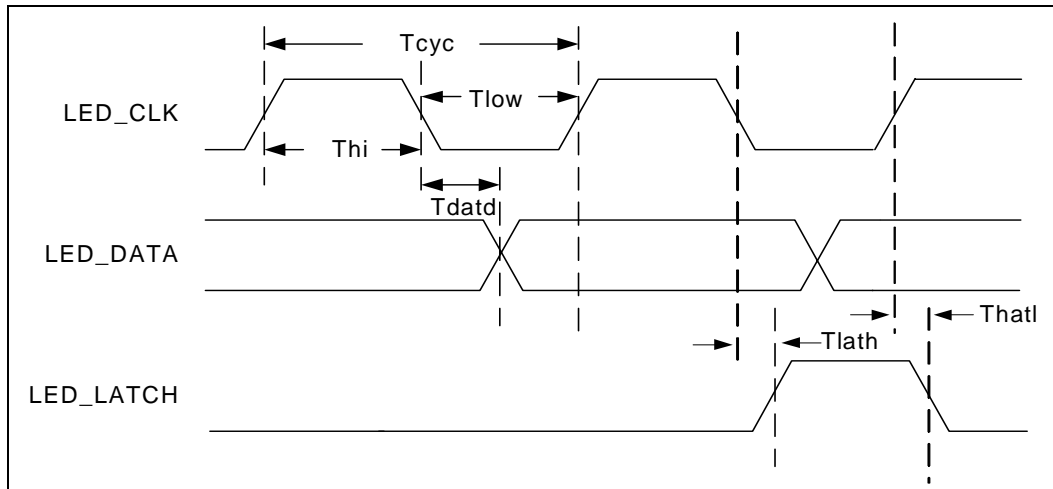 Tcyc
LED_CLK
Tlow
Thi
Tdatd
LED_DATA
Thatl
Tlath
LED_LATCH